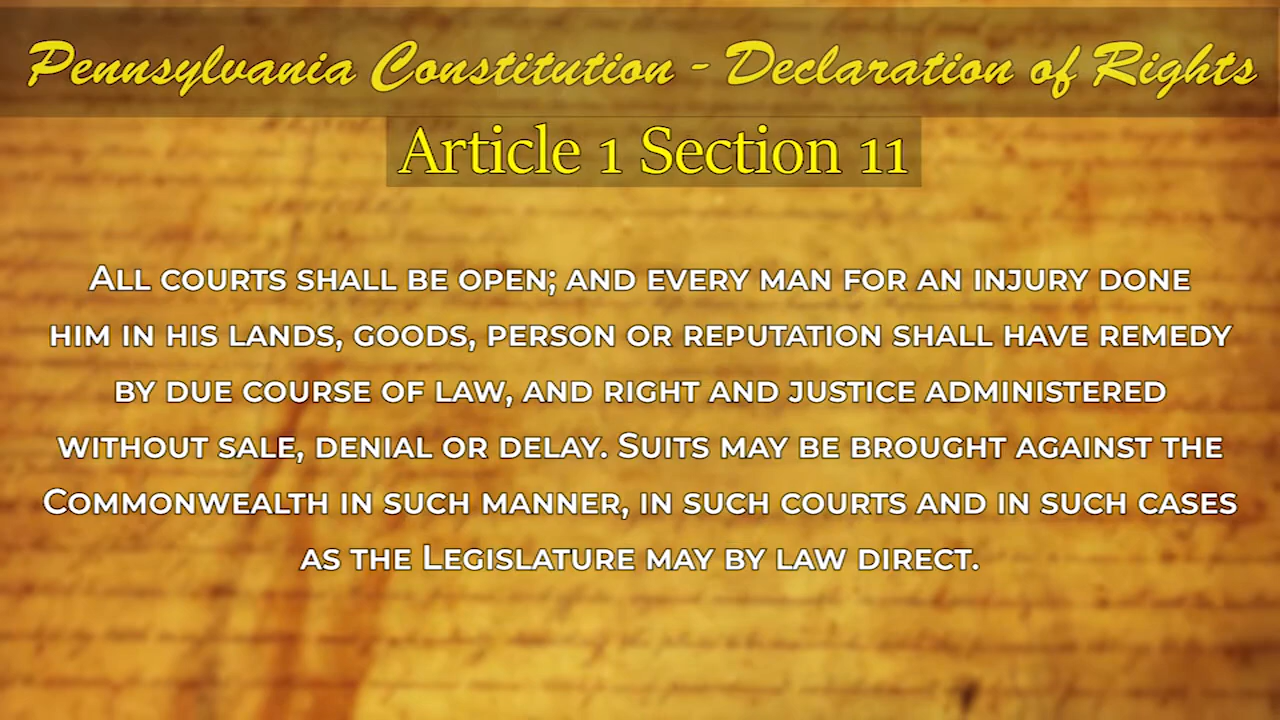 Pennsylvania Constitution - Declaration of Rights
Article 1 Section 11
All courts shall be open; and every man for an injury done
him in his lands, goods, person or reputation shall have remedy
by due course of law, and right and justice administered
without sale, denial or delay. Suits may be brought against the
Commonwealth in such manner, in such courts and in such cases
as the Legislature may by law direct.